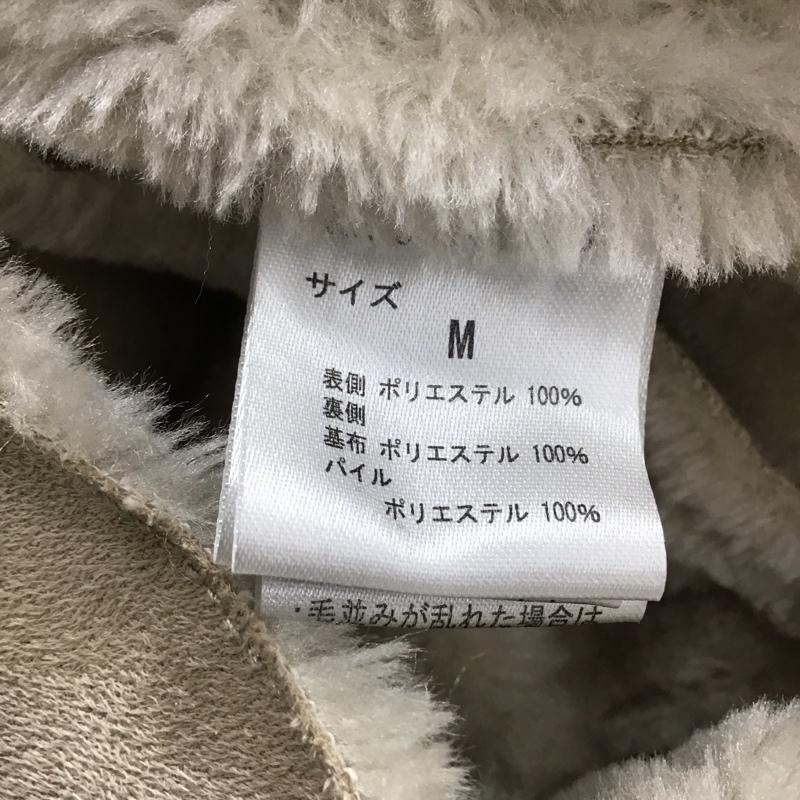 サイズ
M
表側 ポリエステル 100%
裏側
基布 ポリエステル 100%
パイル
ポリエステル 100%
・毛並みが乱れた場合は